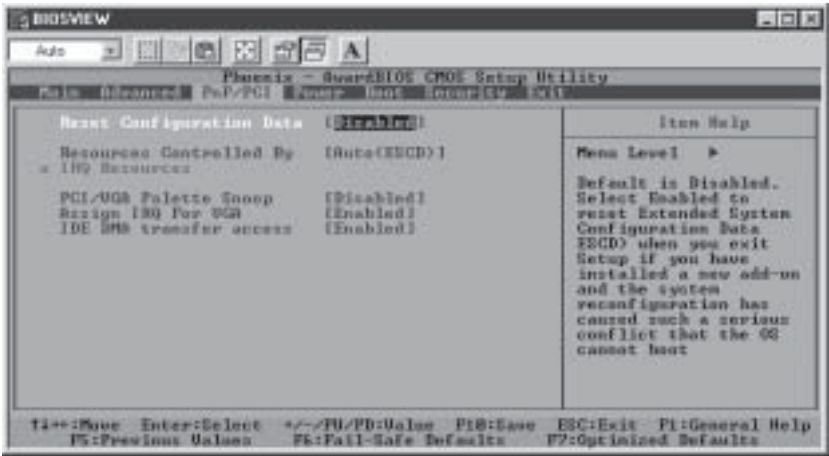 BIOSVIEW
Auto
A
Phoenix - AwardBIOS CMOS Setup Utility
Main Advanced PnP/PCI Power Boot Security Exit
Reset Configuration Data [Disabled]
Resources Controlled By [Auto(ESCD)]
x IRQ Resources
PCI/VGA Palette Snoop [Disabled]
Assign IRQ For VGA [Enabled]
IDE DMA transfer access [Enabled]
Item Help
Menu Level ►
Default is Disabled.
Select Enabled to
reset Extended System
Configuration Data
ESCD) when you exit
Setup if you have
installed a new add-on
and the system
reconfiguration has
caused such a serious
conflict that the OS
cannot boot
↑↓→←:Move Enter:Select +/-/PU/PD:Value F10:Save ESC:Exit F1:General Help
F5:Previous Values F6:Fail-Safe Defaults F7:Optimized Defaults